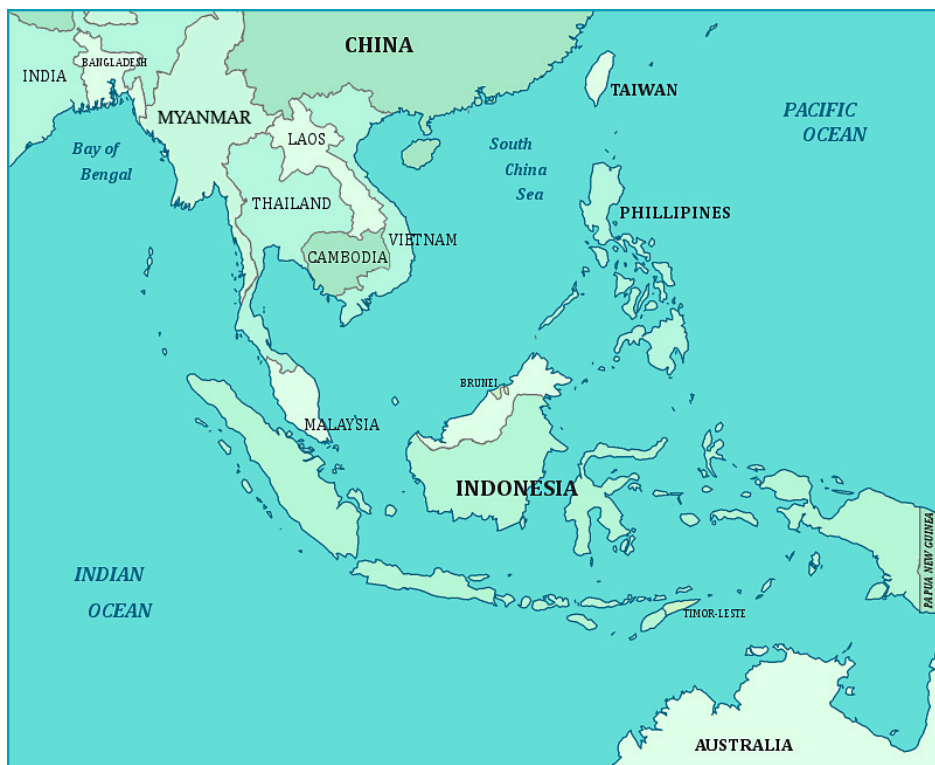 CHINA
BANGLADESH
INDIA
TAIWAN
MYANMAR
PACIFIC
OCEAN
LAOS
Bay of
Bengal
South
China
Sea
THAILAND
PHILLIPINES
VIETNAM
CAMBODIA
BRUNEI
MALAYSIA
INDONESIA
PAPUA NEW GUINEA
INDIAN
OCEAN
TIMOR-LESTE
AUSTRALIA